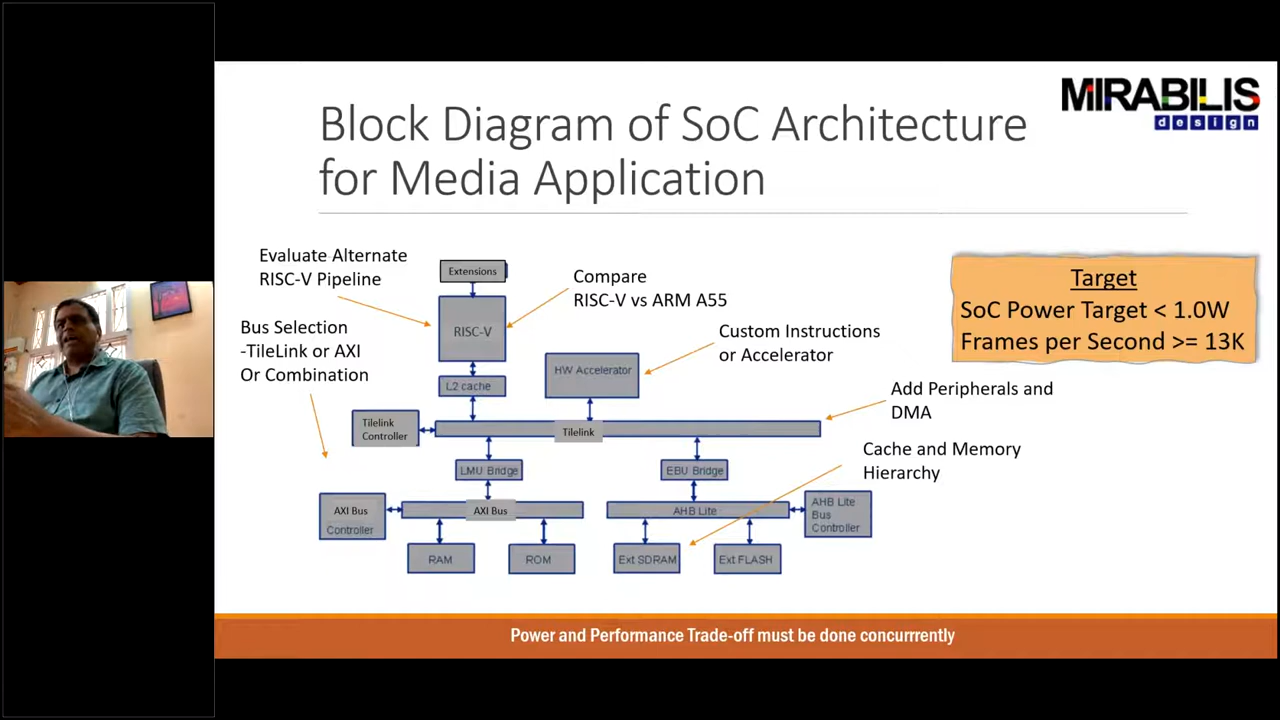 MIRABILIS
design
Block Diagram of SoC Architecture
for Media Application
Evaluate Alternate
RISC-V Pipeline
Extensions
Compare
RISC-V vs ARM A55
Target
SoC Power Target < 1.0W
Frames per Second >= 13K
Bus Selection
-TileLink or AXI
Or Combination
RISC-V
Custom Instructions
or Accelerator
HW Accelerator
L2 cache
Add Peripherals and
DMA
Tilelink
Controller
Tilelink
Cache and Memory
Hierarchy
LMU Bridge
EBU Bridge
AXI Bus
Controller
AXI Bus
AHB Lite
AHB Lite
Bus
Controller
RAM
ROM
Ext SDRAM
Ext FLASH
Power and Performance Trade-off must be done concurrrently